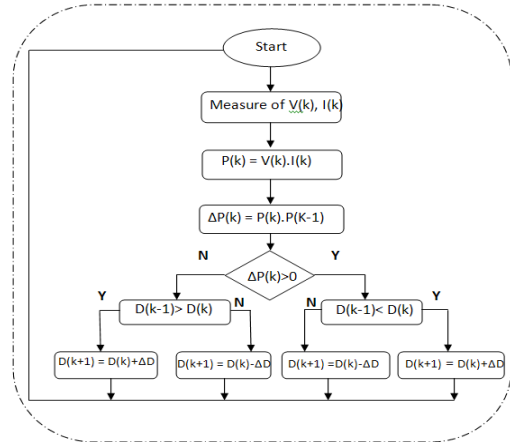 Start
Measure of V(k), I(k)
P(k) = V(k).I(k)
ΔP(k) = P(k).P(K-1)
N
Y
ΔP(k)>0
Y
D(k-1)> D(k)
N
N
D(k-1)< D(k)
Y
D(k+1) = D(k)+ΔD
D(k+1) = D(k)-ΔD
D(k+1) =D(k)-ΔD
D(k+1) = D(k)+ΔD